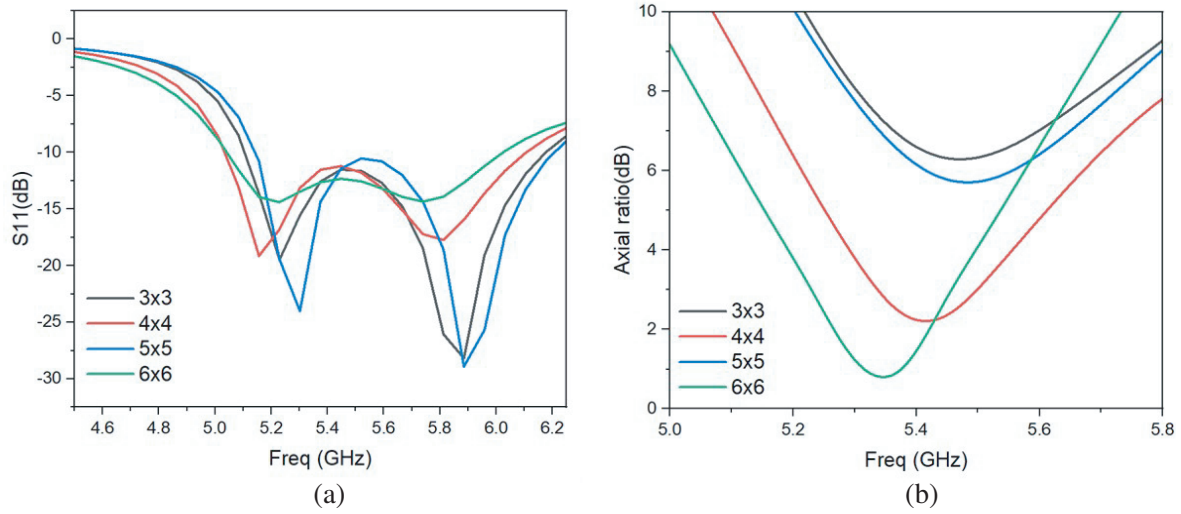 0
-5
-10
-15
-20
-25
-30
S11(dB)
3x3
4x4
5x5
6x6
4.6 4.8 5.0 5.2 5.4 5.6 5.8 6.0 6.2
Freq (GHz)
(a)
10
8
6
4
2
0
Axial ratio(dB)
3x3
4x4
5x5
6x6
5.0 5.2 5.4 5.6 5.8
Freq (GHz)
(b)